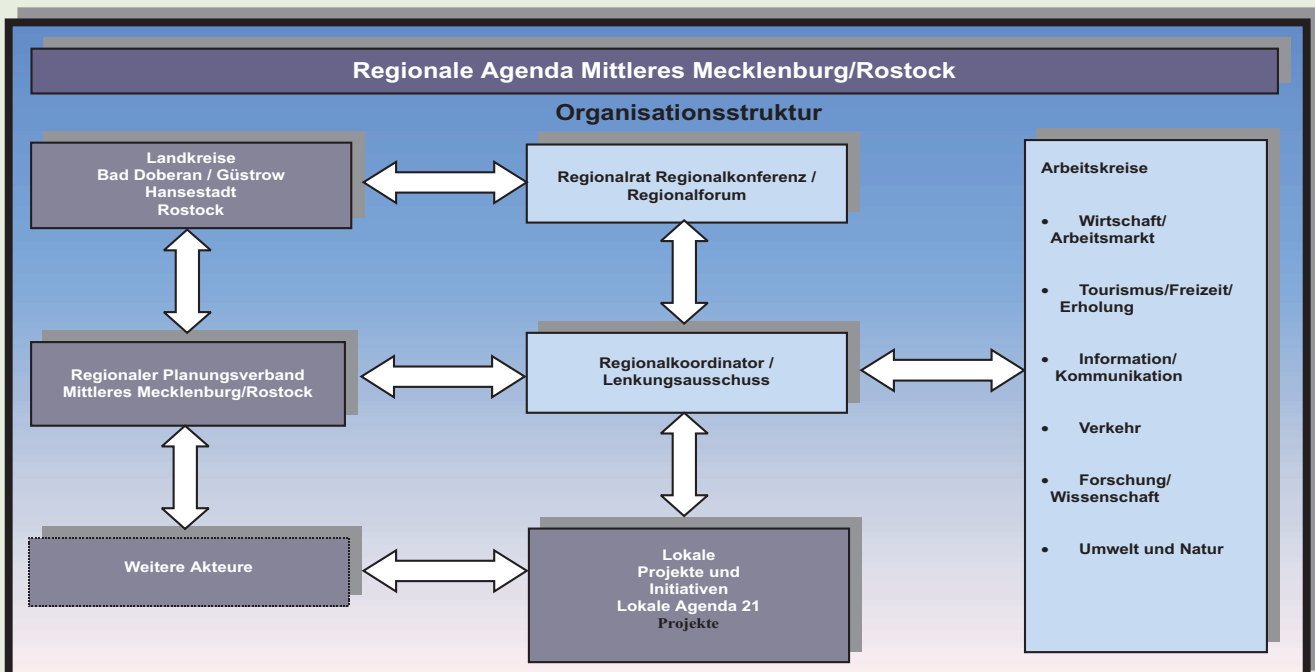 Regionale Agenda Mittleres Mecklenburg/Rostock
Organisationsstruktur
Landkreise
Bad Doberan / Güstrow
Hansestadt
Rostock
Regionalrat Regionalkonferenz /
Regionalforum
Regionaler Planungsverband
Mittleres Mecklenburg/Rostock
Regionalkoordinator /
Lenkungsausschuss
Weitere Akteure
Lokale
Projekte und
Initiativen
Lokale Agenda 21
Projekte
Arbeitskreise
• Wirtschaft/
Arbeitsmarkt
• Tourismus/Freizeit/
Erholung
• Information/
Kommunikation
• Verkehr
• Forschung/
Wissenschaft
• Umwelt und Natur